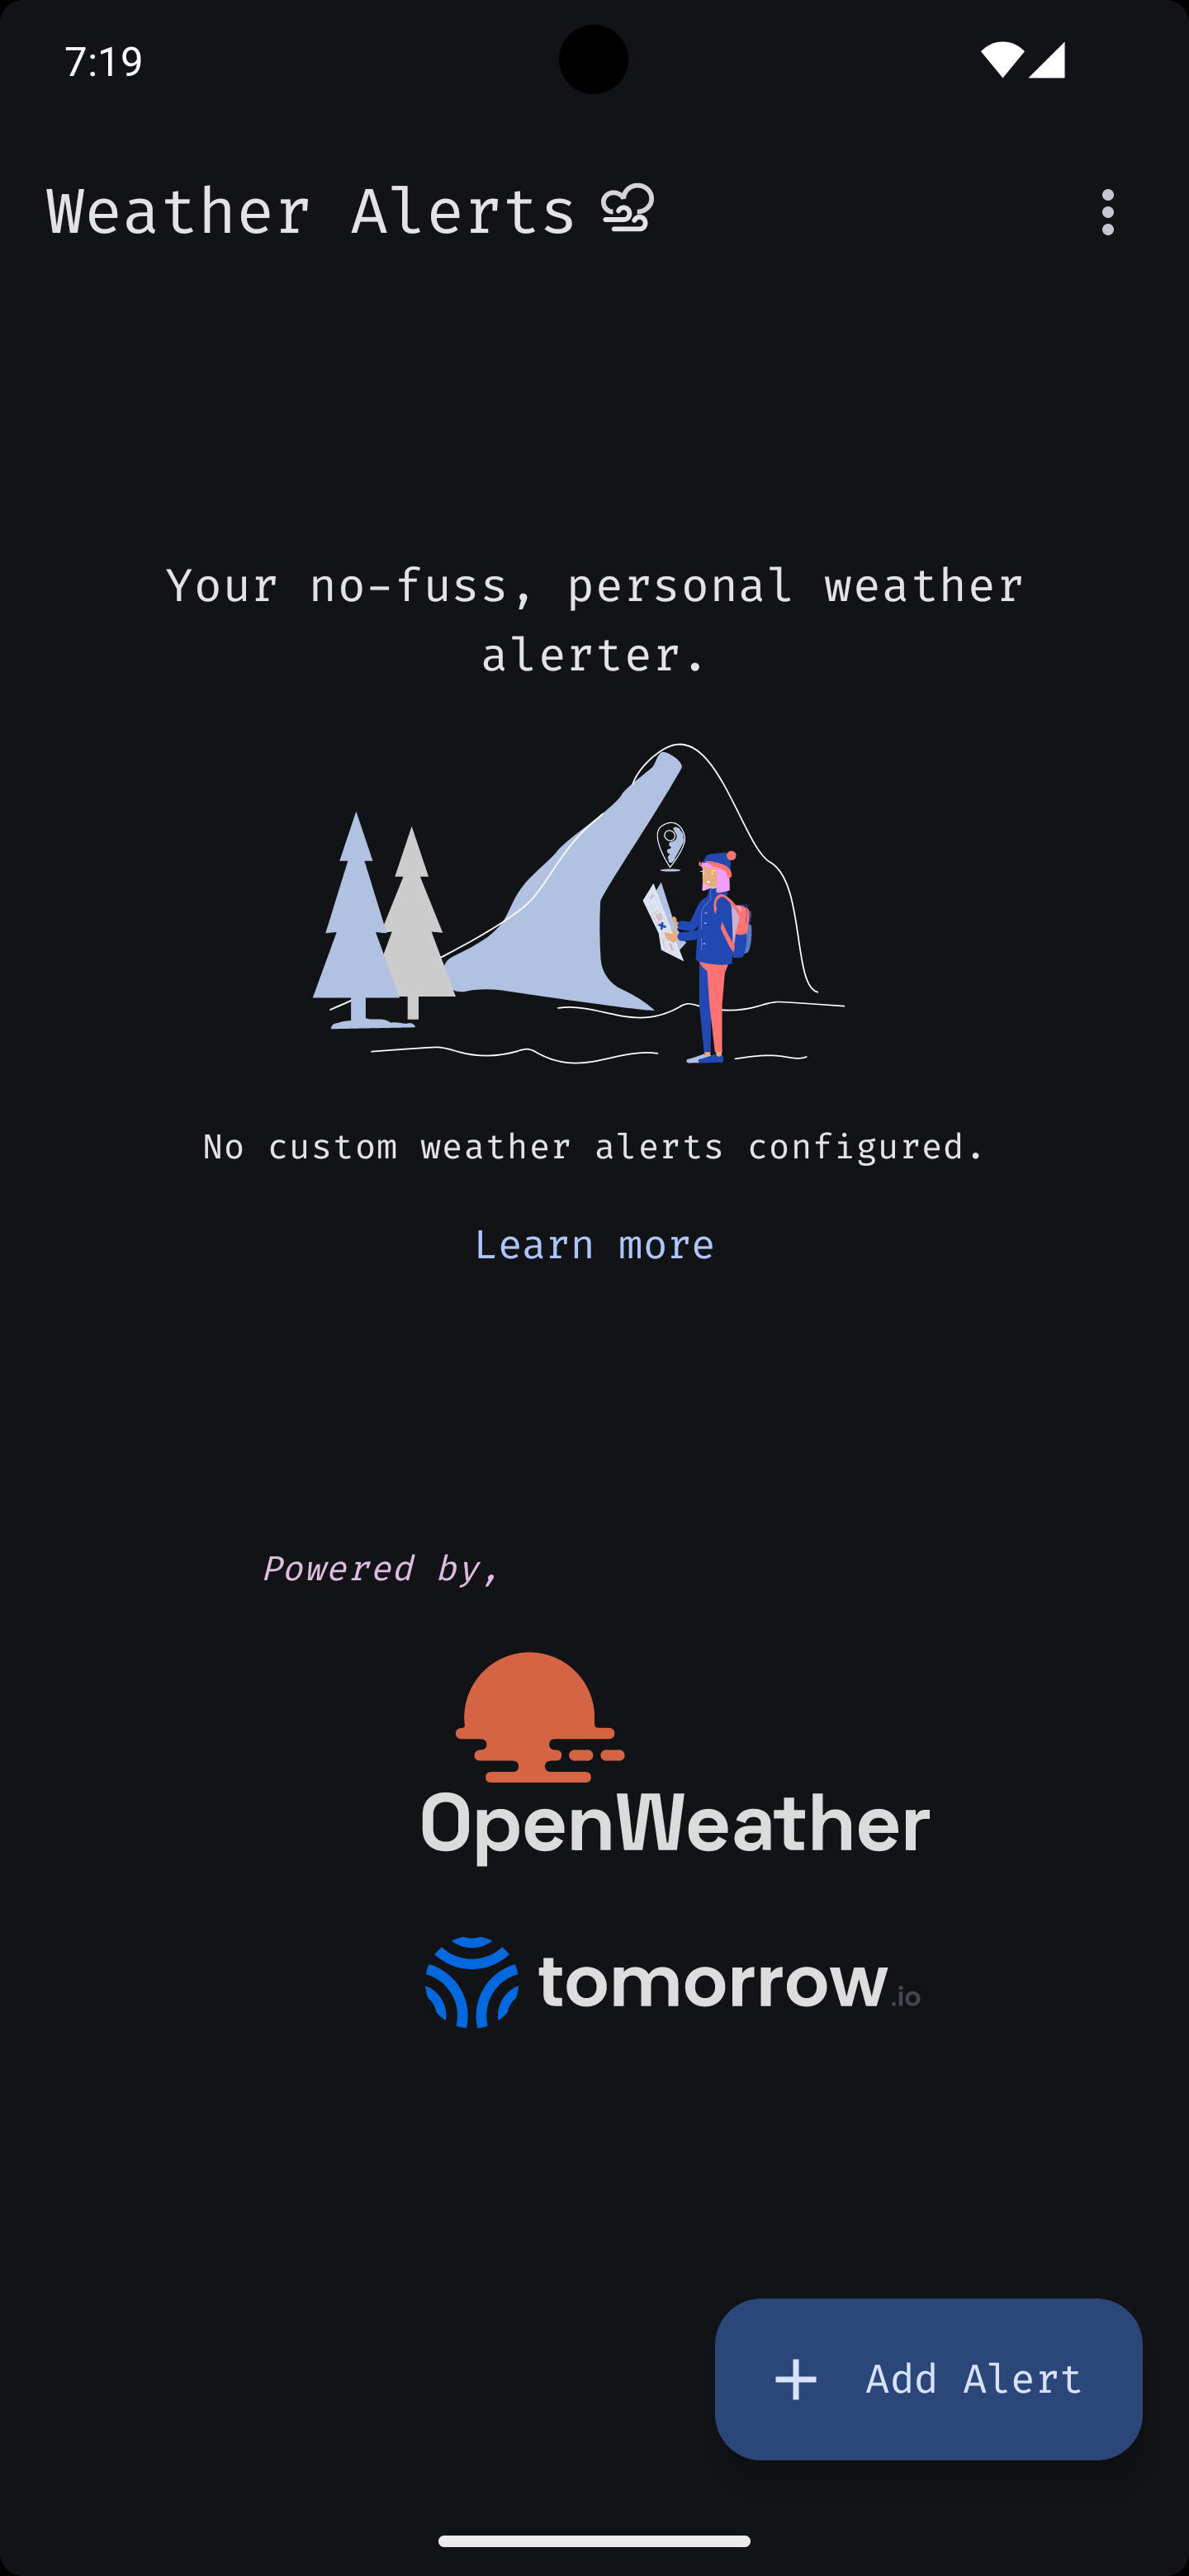 7:19
Weather Alerts
Your no-fuss, personal weather
alerter.
No custom weather alerts configured.
Learn more
Powered by,
OpenWeather
tomorrow.io
Add Alert